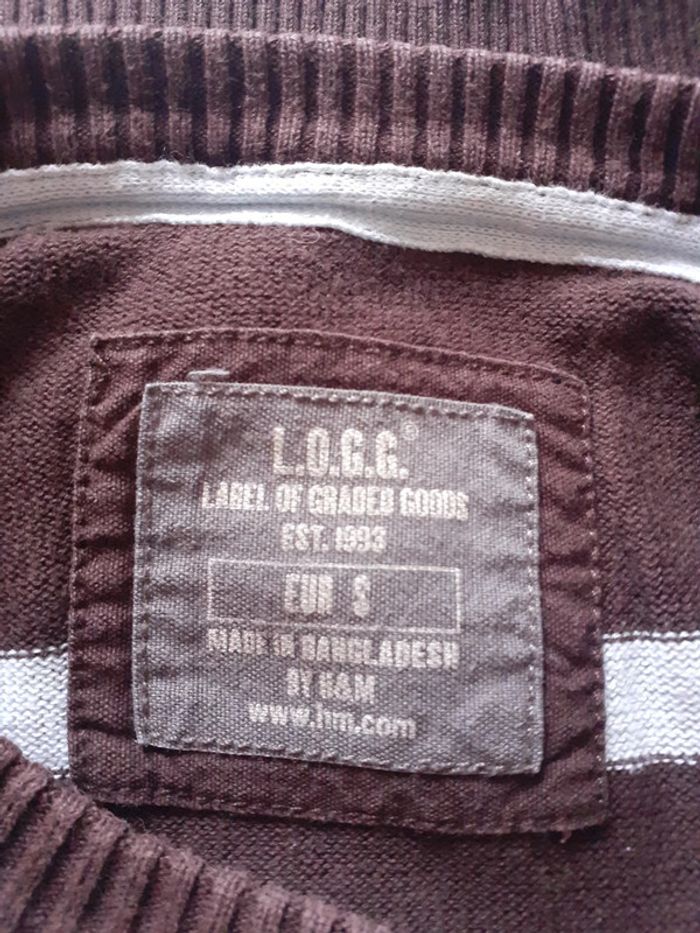 L.O.G.G.®
LABEL OF GRADED GOODS
EST. 1993
EUR S
MADE IN BANGLADESH
BY H&M
www.hm.com